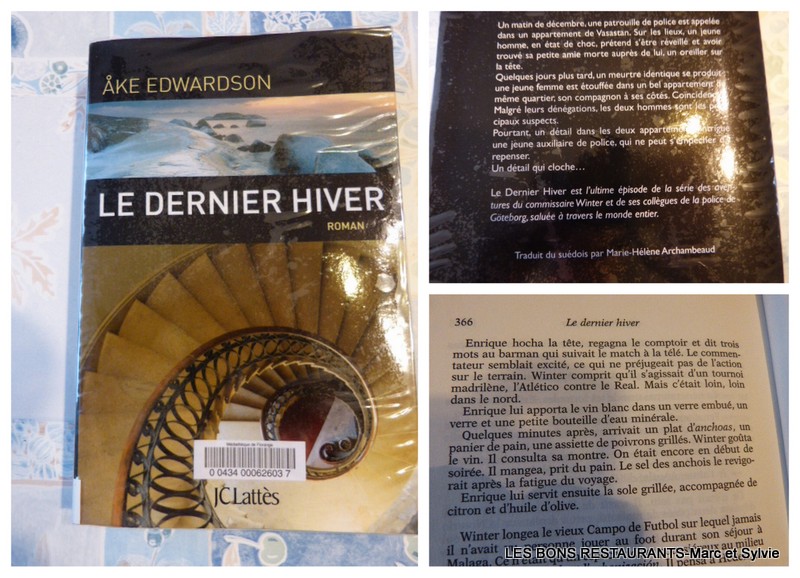 ÅKE EDWARDSON
LE DERNIER HIVER
ROMAN
Médiathèque de l'orangerie
0 0434 00062603 7
JC Lattès
Un matin de décembre, une patrouille de police est appelée
dans un appartement de Vasastan. Sur les lieux, un jeune
homme, en état de choc, prétend s'être réveillé et avoir
trouvé sa petite amie morte auprès de lui, un oreiller sur
la tête.
Quelques jours plus tard, un meurtre identique se produit :
une jeune femme est étouffée dans un bel appartement du
même quartier, son compagnon à ses côtés. Coïncidence
Malgré leurs dénégations, les deux hommes sont les
cipaux suspects.
Pourtant, un détail dans les deux appartements intrigue
une jeune auxiliaire de police, qui ne peut s'empêcher d'y
repenser.
Un détail qui cloche...
Le Dernier Hiver est l'ultime épisode de la série des aven-
tures du commissaire Winter et de ses collègues de la police de
Göteborg, saluée à travers le monde entier.
Traduit du suédois par Marie-Hélène Archambeaud
366 Le dernier hiver
Enrique hocha la tête, regagna le comptoir et dit trois
mots au barman qui suivait le match à la télé. Le commen-
tateur semblait excité, ce qui ne préjugeait pas de l'action
sur le terrain. Winter comprit qu'il s'agissait d'un tournoi
madrilène, l'Atlético contre le Real. Mais c'était loin, loin
dans le nord.
Enrique lui apporta le vin blanc dans un verre embué, un
verre et une petite bouteille d'eau minérale.
Quelques minutes après, arrivait un plat d'anchoas, un
panier de pain, une assiette de poivrons grillés. Winter goûta
le vin. Il consulta sa montre. On était encore en début de
soirée. Il mangea, prit du pain. Le sel des anchois le revigo-
rait après la fatigue du voyage.
Enrique lui servit ensuite la sole grillée, accompagnée de
citron et d'huile d'olive.
Winter longea le vieux Campo de Futbol sur lequel jamais
il n'avait vu personne jouer au foot durant son séjour à
Malaga. Ce
LES BONS RESTAURANTS-Marc et Sylvie